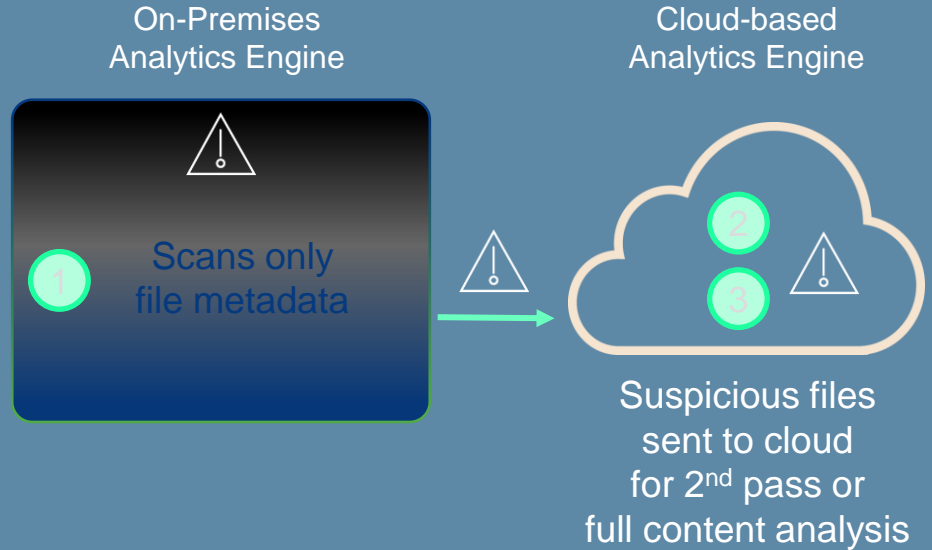 On-Premises
Analytics Engine
Cloud-based
Analytics Engine
1
Scans only
file metadata
2
3
Suspicious files
sent to cloud
for 2nd pass or
full content analysis